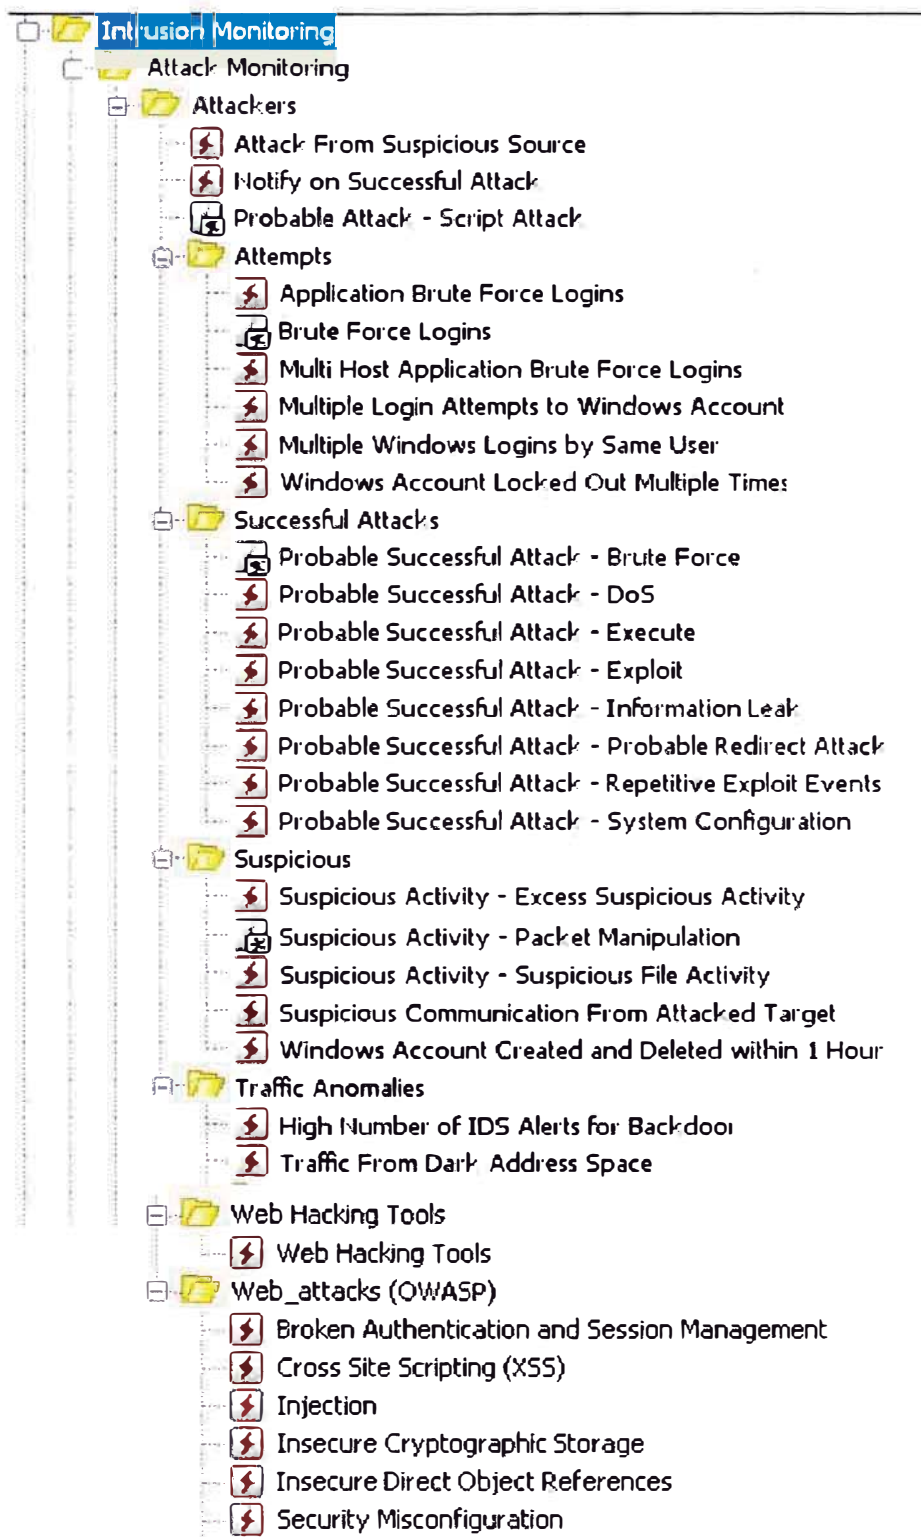 Intrusion Monitoring
Attack Monitoring
Attackers
Attack From Suspicious Source
Notify on Successful Attack
Probable Attack - Script Attack
Attempts
Application Brute Force Logins
Brute Force Logins
Multi Host Application Brute Force Logins
Multiple Login Attempts to Windows Account
Multiple Windows Logins by Same User
Windows Account Locked Out Multiple Times
Successful Attacks
Probable Successful Attack - Brute Force
Probable Successful Attack - DoS
Probable Successful Attack - Execute
Probable Successful Attack - Exploit
Probable Successful Attack - Information Leak
Probable Successful Attack - Probable Redirect Attack
Probable Successful Attack - Repetitive Exploit Events
Probable Successful Attack - System Configuration
Suspicious
Suspicious Activity - Excess Suspicious Activity
Suspicious Activity - Packet Manipulation
Suspicious Activity - Suspicious File Activity
Suspicious Communication From Attacked Target
Windows Account Created and Deleted within 1 Hour
Traffic Anomalies
High Number of IDS Alerts for Backdoor
Traffic From Dark Address Space
Web Hacking Tools
Web Hacking Tools
Web_attacks (OWASP)
Broken Authentication and Session Management
Cross Site Scripting (XSS)
Injection
Insecure Cryptographic Storage
Insecure Direct Object References
Security Misconfiguration